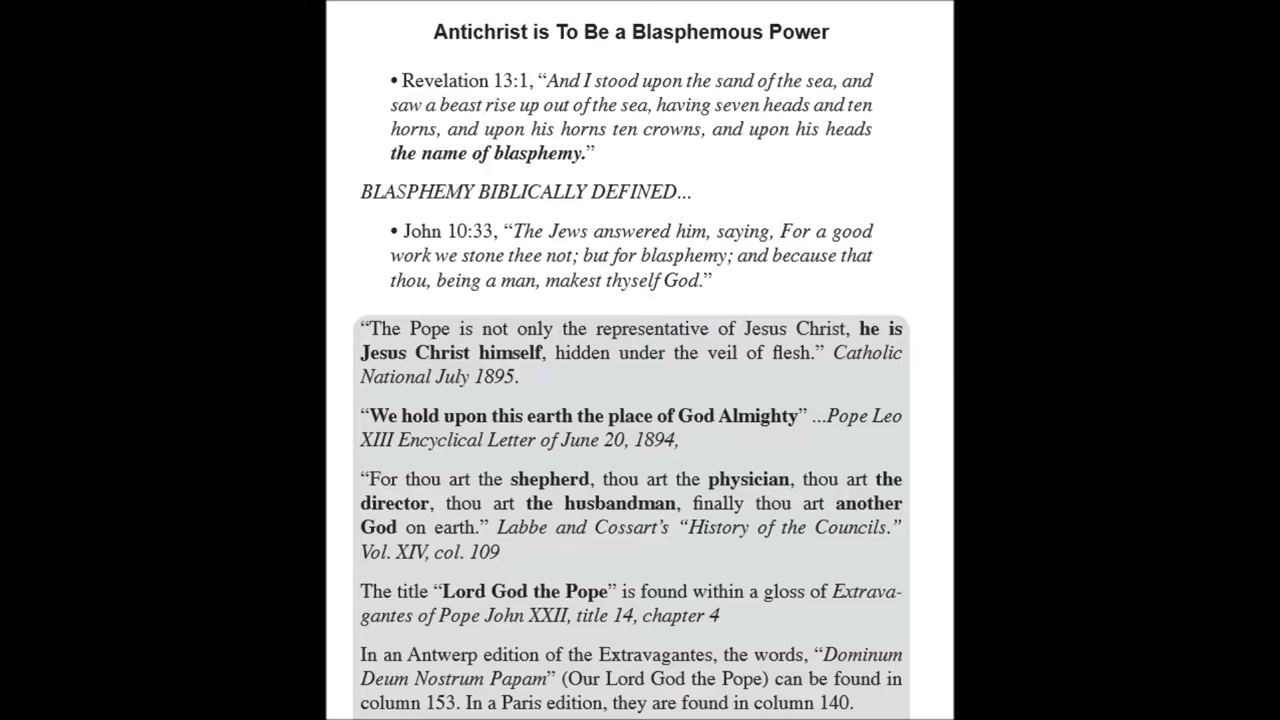 Antichrist is To Be a Blasphemous Power
• Revelation 13:1, “And I stood upon the sand of the sea, and
saw a beast rise up out of the sea, having seven heads and ten
horns, and upon his horns ten crowns, and upon his heads
the name of blasphemy.”
BLASPHEMY BIBLICALLY DEFINED...
• John 10:33, “The Jews answered him, saying, For a good
work we stone thee not; but for blasphemy; and because that
thou, being a man, makest thyself God.”
“The Pope is not only the representative of Jesus Christ, he is
Jesus Christ himself, hidden under the veil of flesh.” Catholic
National July 1895.
“We hold upon this earth the place of God Almighty” ...Pope Leo
XIII Encyclical Letter of June 20, 1894,
“For thou art the shepherd, thou art the physician, thou art the
director, thou art the husbandman, finally thou art another
God on earth.” Labbe and Cossart’s “History of the Councils.”
Vol. XIV, col. 109
The title “Lord God the Pope” is found within a gloss of Extrava-
gantes of Pope John XXII, title 14, chapter 4
In an Antwerp edition of the Extravagantes, the words, “Dominum
Deum Nostrum Papam” (Our Lord God the Pope) can be found in
column 153. In a Paris edition, they are found in column 140.